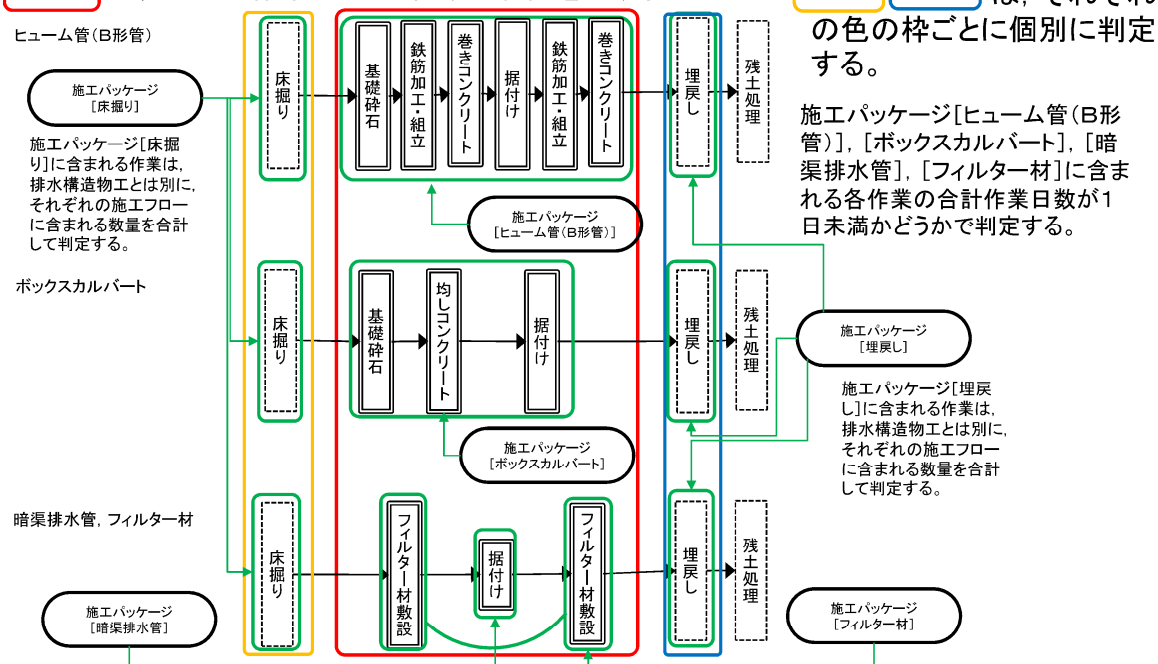 の色の枠ごとに個別に判定
する。
ヒューム管(B形管)
施工パッケージ
[床掘り]
施工パッケージ[床掘
り]に含まれる作業は,
排水構造物工とは別に,
それぞれの施工フロー
に含まれる数量を合計
して判定する。
床掘り
基礎砕石
鉄筋加工・組立
巻きコンクリート
据付け
鉄筋加工・組立
巻きコンクリート
埋戻し
残土処理
施工パッケージ
[ヒューム管(B形管)]
施工パッケージ[ヒューム管(B形
管)],[ボックスカルバート],[暗
渠排水管],[フィルター材]に含ま
れる各作業の合計作業日数が1
日未満かどうかで判定する。
ボックスカルバート
床掘り
基礎砕石
均しコンクリート
据付け
埋戻し
残土処理
施工パッケージ
[ボックスカルバート]
施工パッケージ
[埋戻し]
施工パッケージ[埋戻
し]に含まれる作業は,
排水構造物工とは別に,
それぞれの施工フロー
に含まれる数量を合計
して判定する。
暗渠排水管,フィルター材
床掘り
フィルター材敷設
据付け
フィルター材敷設
埋戻し
残土処理
施工パッケージ
[暗渠排水管]
施工パッケージ
[フィルター材]